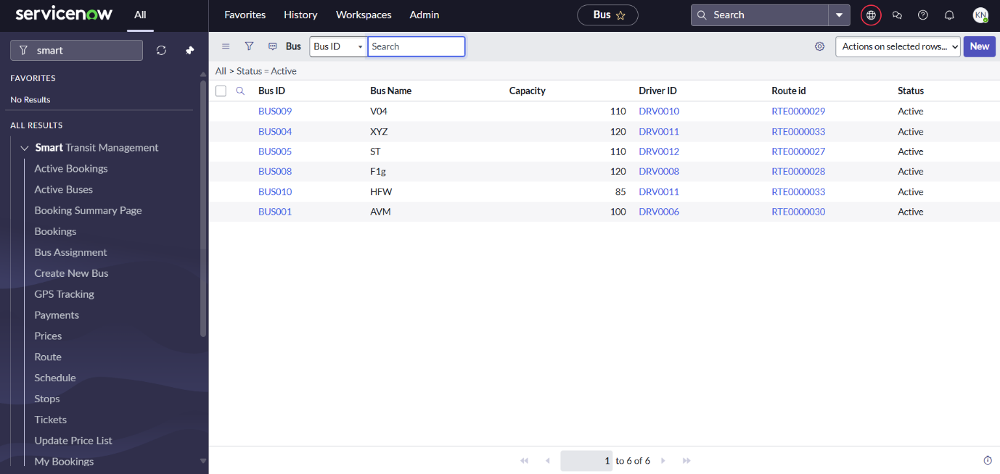 servicenow All Favorites History Workspaces Admin Bus Search KN
smart
FAVORITES
No Results
ALL RESULTS
Smart Transit Management
Active Bookings
Active Buses
Booking Summary Page
Bookings
Bus Assignment
Create New Bus
GPS Tracking
Payments
Prices
Route
Schedule
Stops
Tickets
Update Price List
My Bookings
Bus Bus ID Search Actions on selected rows... New
All > Status = Active
Bus ID Bus Name Capacity Driver ID Route id Status
BUS009 V04 110 DRV0010 RTE0000029 Active
BUS004 XYZ 120 DRV0011 RTE0000033 Active
BUS005 ST 110 DRV0012 RTE0000027 Active
BUS008 F1g 120 DRV0008 RTE0000028 Active
BUS010 HFW 85 DRV0011 RTE0000033 Active
BUS001 AVM 100 DRV0006 RTE0000030 Active
1 to 6 of 6